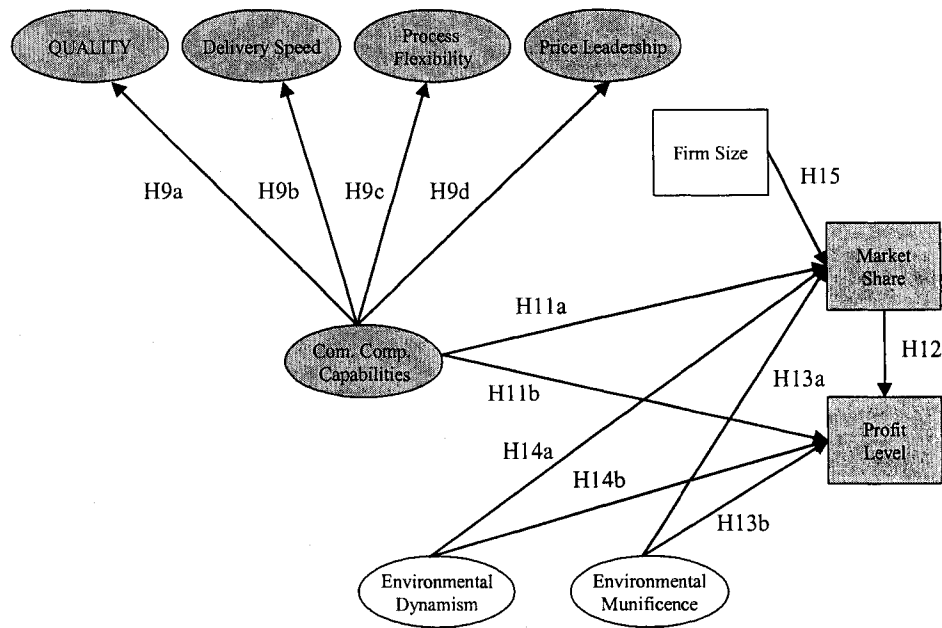 QUALITY
Delivery Speed
Process
Flexibility
Price Leadership
Firm Size
H9a
H9b
H9c
H9d
H15
Market
Share
H11a
Com. Comp.
Capabilities
H11b
H12
H13a
Profit
Level
H14a
H14b
H13b
Environmental
Dynamism
Environmental
Munificence